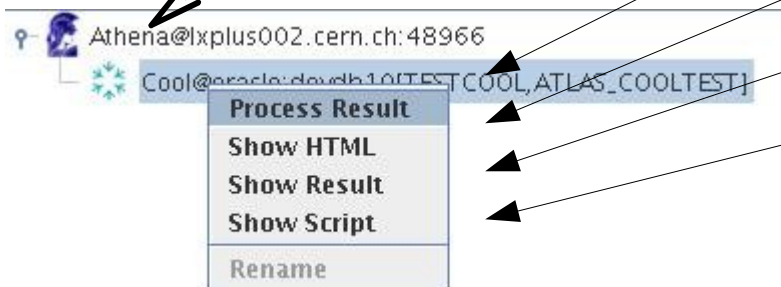 Athena@lxplus002.cern.ch:48966
Cool@oracle:devdb10[TESTCOOL,ATLAS_COOLTEST]
Process Result
Show HTML
Show Result
Show Script
Rename